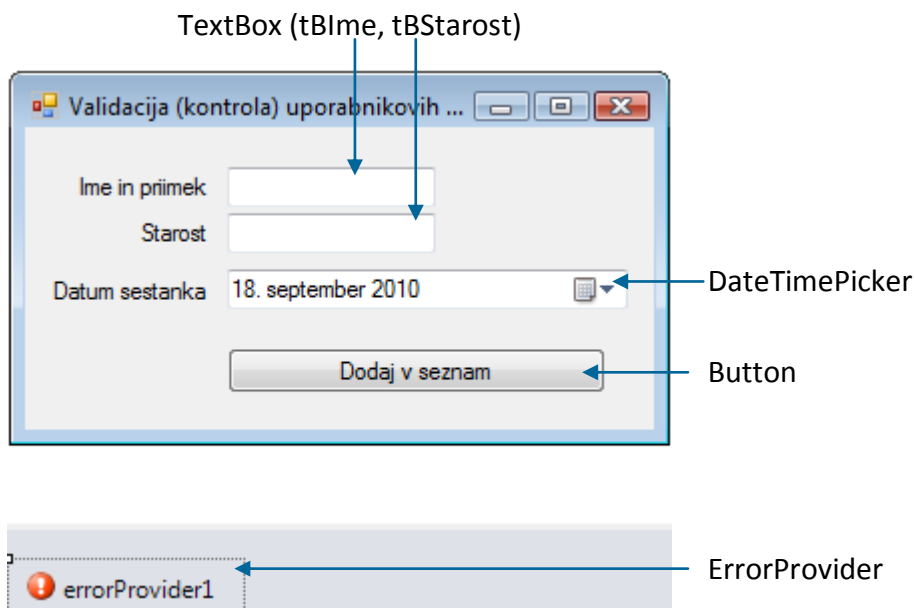 TextBox (tBIme, tBStarost)
Validacija (kontrola) uporabnikovih ...
Ime in priimek
Starost
Datum sestanka 18. september 2010
DateTimePicker
Dodaj v seznam
Button
errorProvider1
ErrorProvider